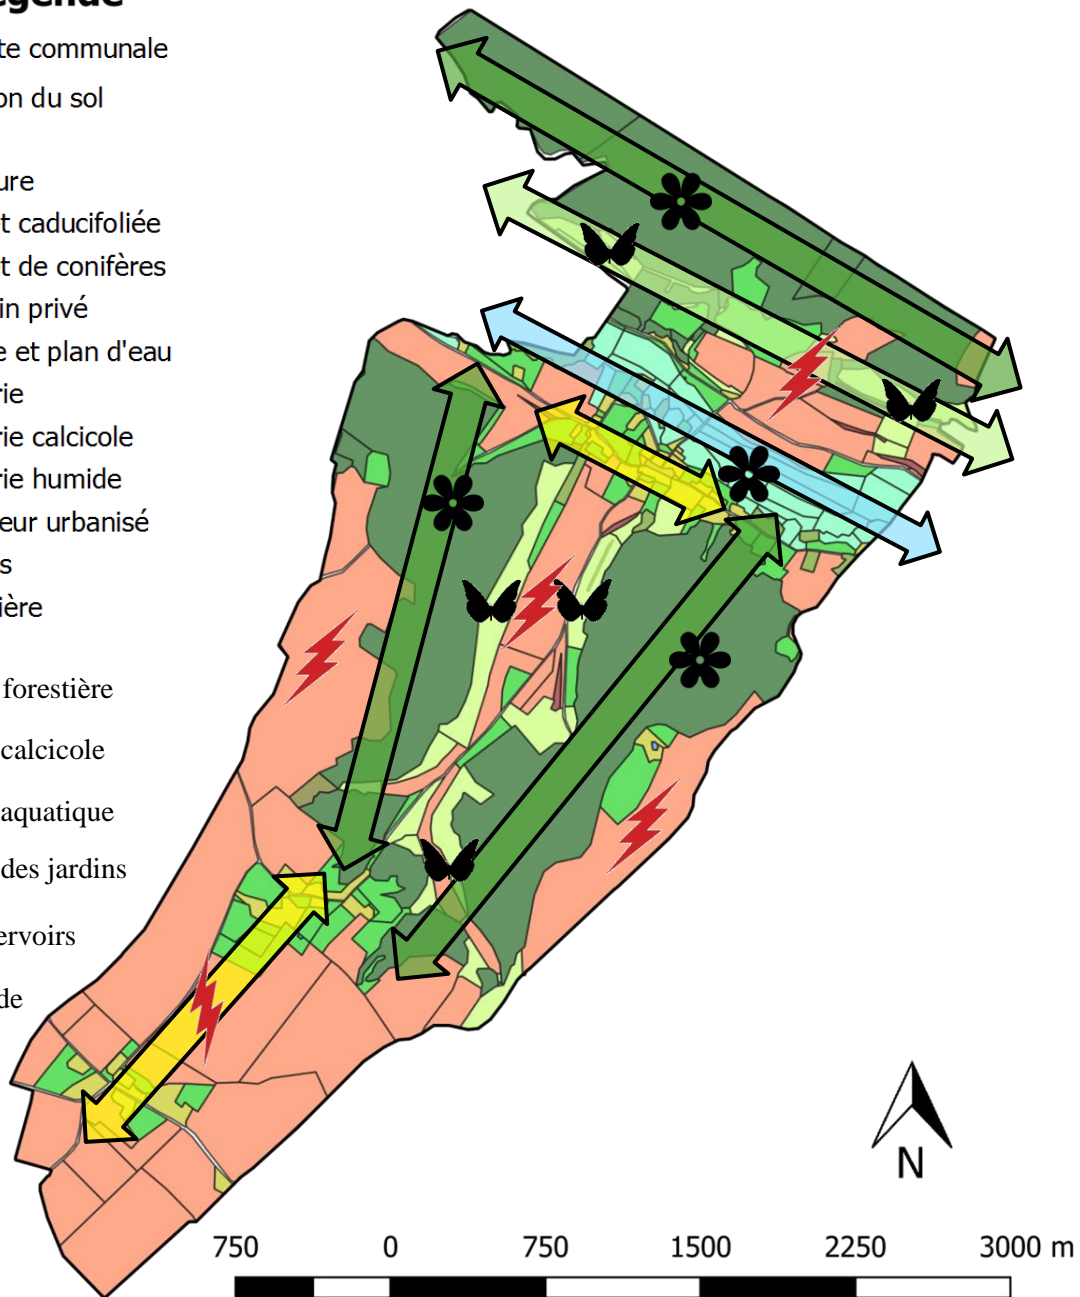 égende
te communale
on du sol
ure
t caducifoliée
t de conifères
in privé
e et plan d'eau
rie
rie calcicole
rie humide
eur urbanisé
s
ière
forestière
calcicole
aquatique
des jardins
ervoirs
de
N
750 0 750 1500 2250 3000 m